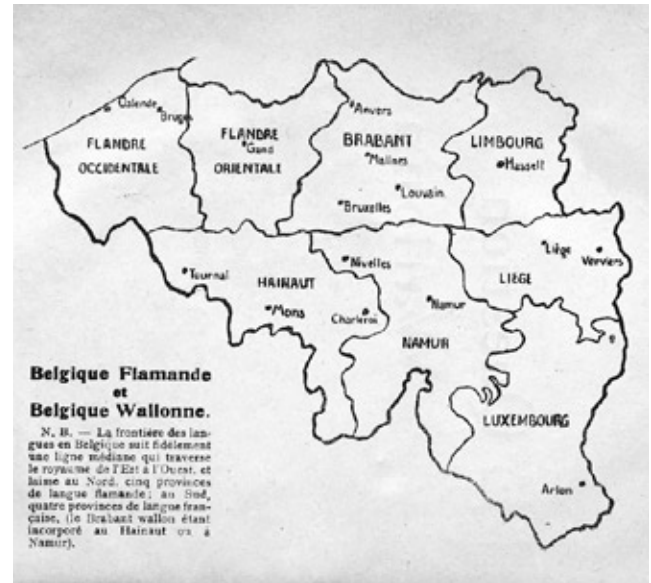 Ostende
Bruges
FLANDRE
OCCIDENTALE
FLANDRE
Gand
ORIENTALE
Anvers
BRABANT
Malines
Louvain
Bruxelles
LIMBOURG
Hasselt
Tournai
HAINAUT
Mons
Nivelles
Charleroi
Namur
NAMUR
Liège
Verviers
LIÈGE
LUXEMBOURG
Arlon
Belgique Flamande
et
Belgique Wallonne.
N. B. — La frontière des lan-
gues en Belgique suit fidèlement
une ligne médiane qui traverse
le royaume de l'Est à l'Ouest, et
laisse au Nord, cinq provinces
de langue flamande; au Sud,
quatre provinces de langue fran-
çaise, (le Brabant wallon étant
incorporé au Hainaut ou à
Namur).